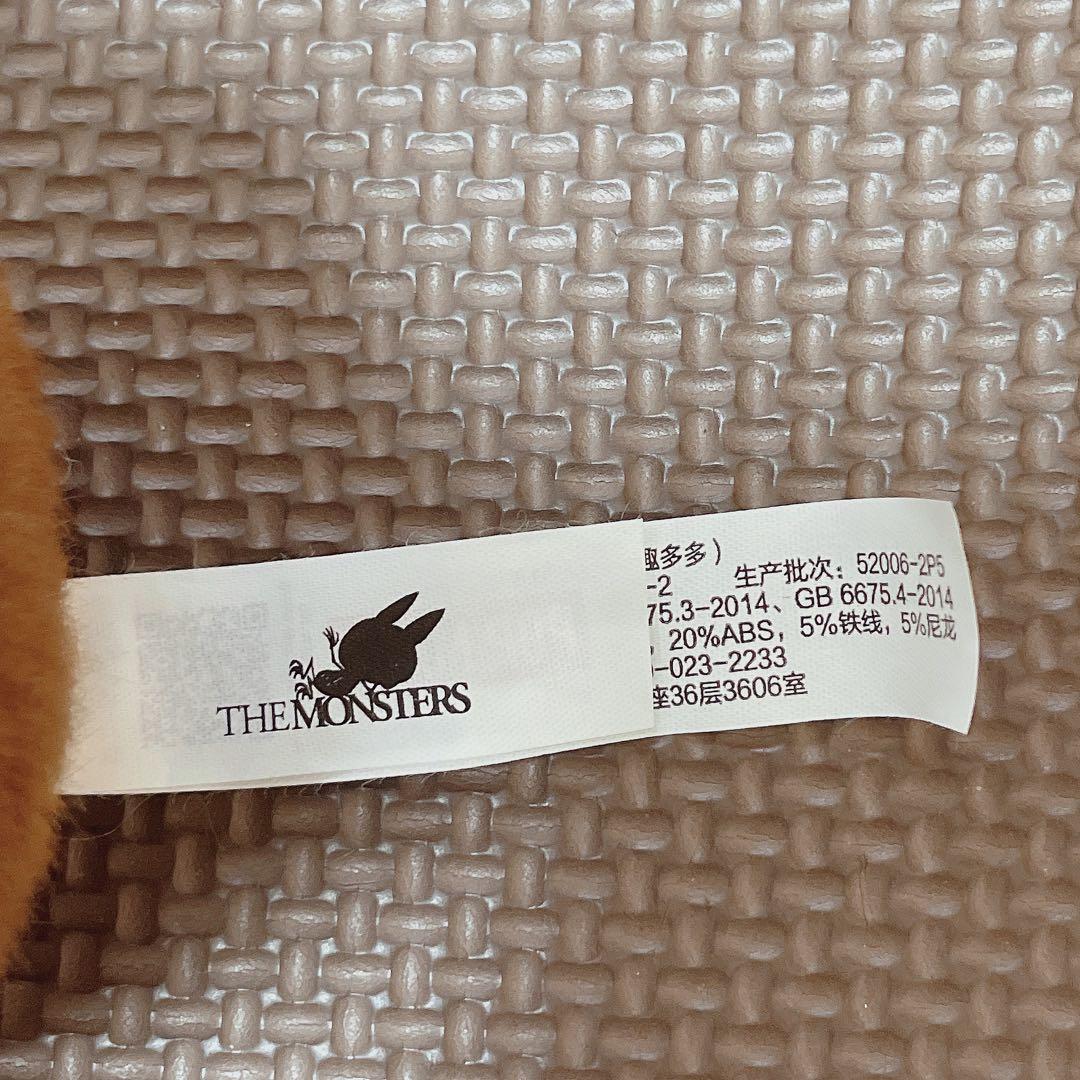 THE MONSTERS
趣多多）
生产批次：52006-2P5
-2
75.3-2014、GB 6675.4-2014
，20%ABS，5%铁线，5%尼龙
-023-2233
座36层3606室